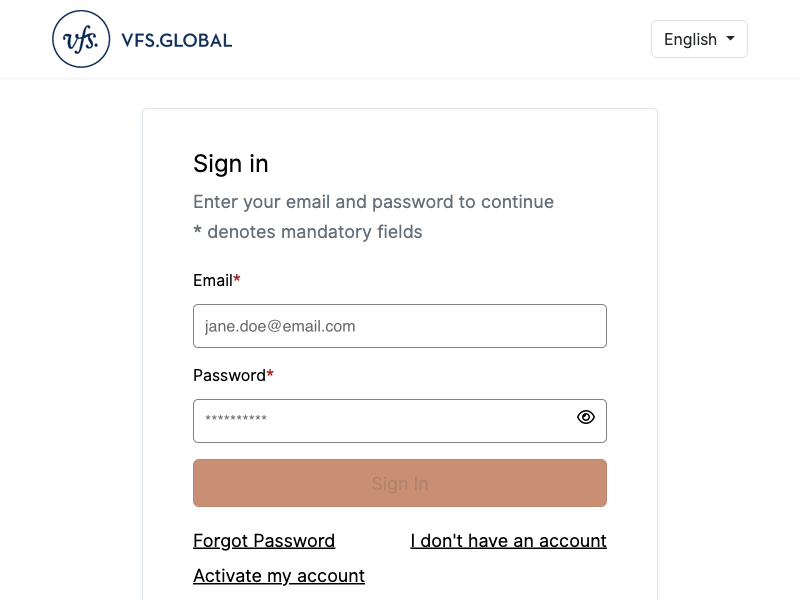 vfs. VFS.GLOBAL
English
Sign in
Enter your email and password to continue
* denotes mandatory fields
Email*
jane.doe@email.com
Password*
**********
Sign In
Forgot Password
I don't have an account
Activate my account